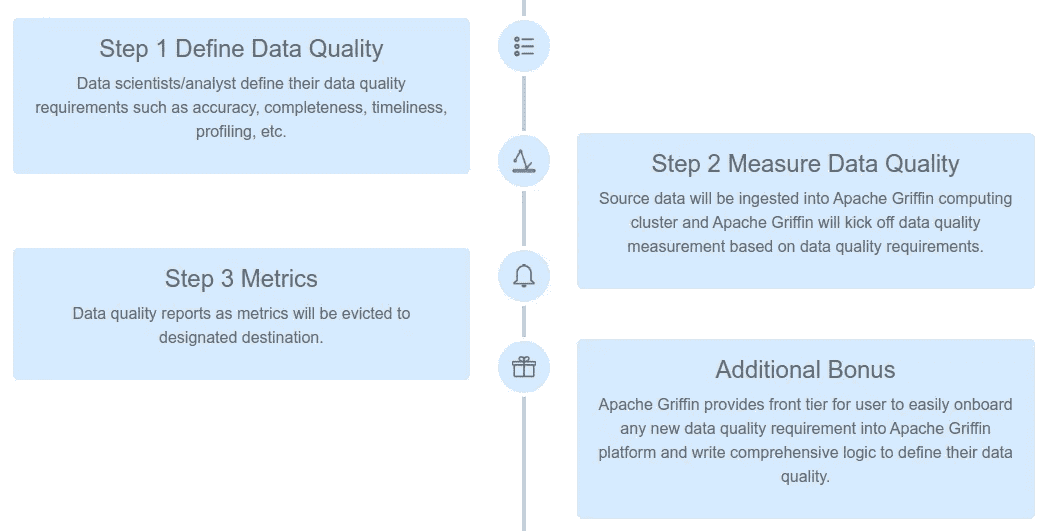 Step 1 Define Data Quality
Data scientists/analyst define their data quality
requirements such as accuracy, completeness, timeliness,
profiling, etc.
Step 2 Measure Data Quality
Source data will be ingested into Apache Griffin computing
cluster and Apache Griffin will kick off data quality
measurement based on data quality requirements.
Step 3 Metrics
Data quality reports as metrics will be evicted to
designated destination.
Additional Bonus
Apache Griffin provides front tier for user to easily onboard
any new data quality requirement into Apache Griffin
platform and write comprehensive logic to define their data
quality.